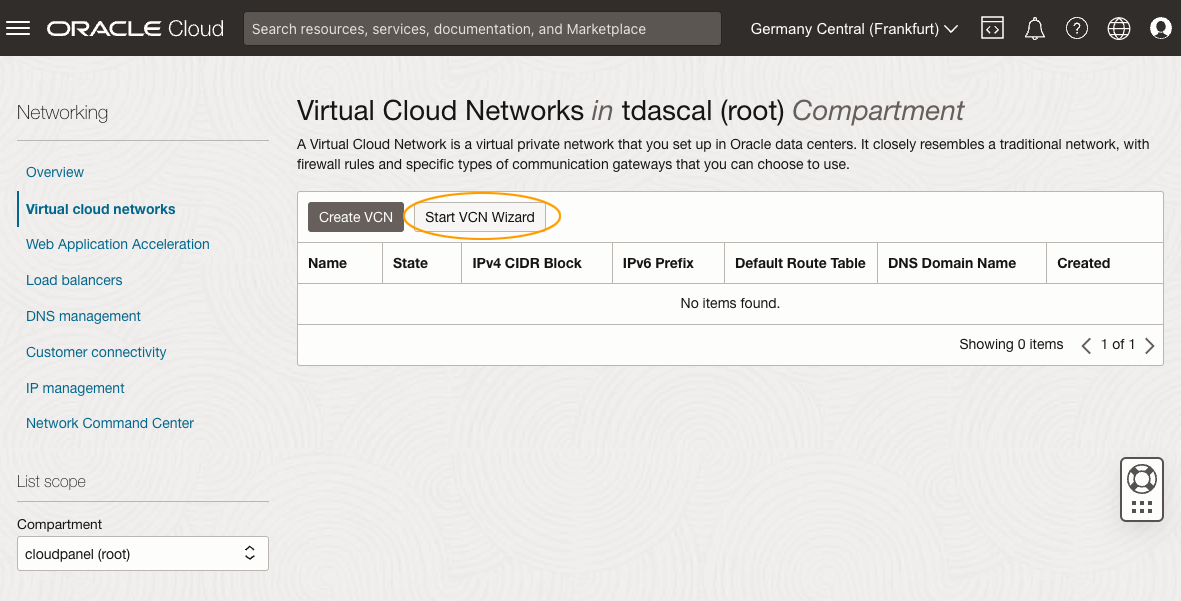 ORACLE Cloud
Search resources, services, documentation, and Marketplace
Germany Central (Frankfurt)
Networking
Overview
Virtual cloud networks
Web Application Acceleration
Load balancers
DNS management
Customer connectivity
IP management
Network Command Center
List scope
Compartment
cloudpanel (root)
Virtual Cloud Networks in tdascal (root) Compartment
A Virtual Cloud Network is a virtual private network that you set up in Oracle data centers. It closely resembles a traditional network, with
firewall rules and specific types of communication gateways that you can choose to use.
Create VCN Start VCN Wizard
Name State IPv4 CIDR Block IPv6 Prefix Default Route Table DNS Domain Name Created
No items found.
Showing 0 items 1 of 1